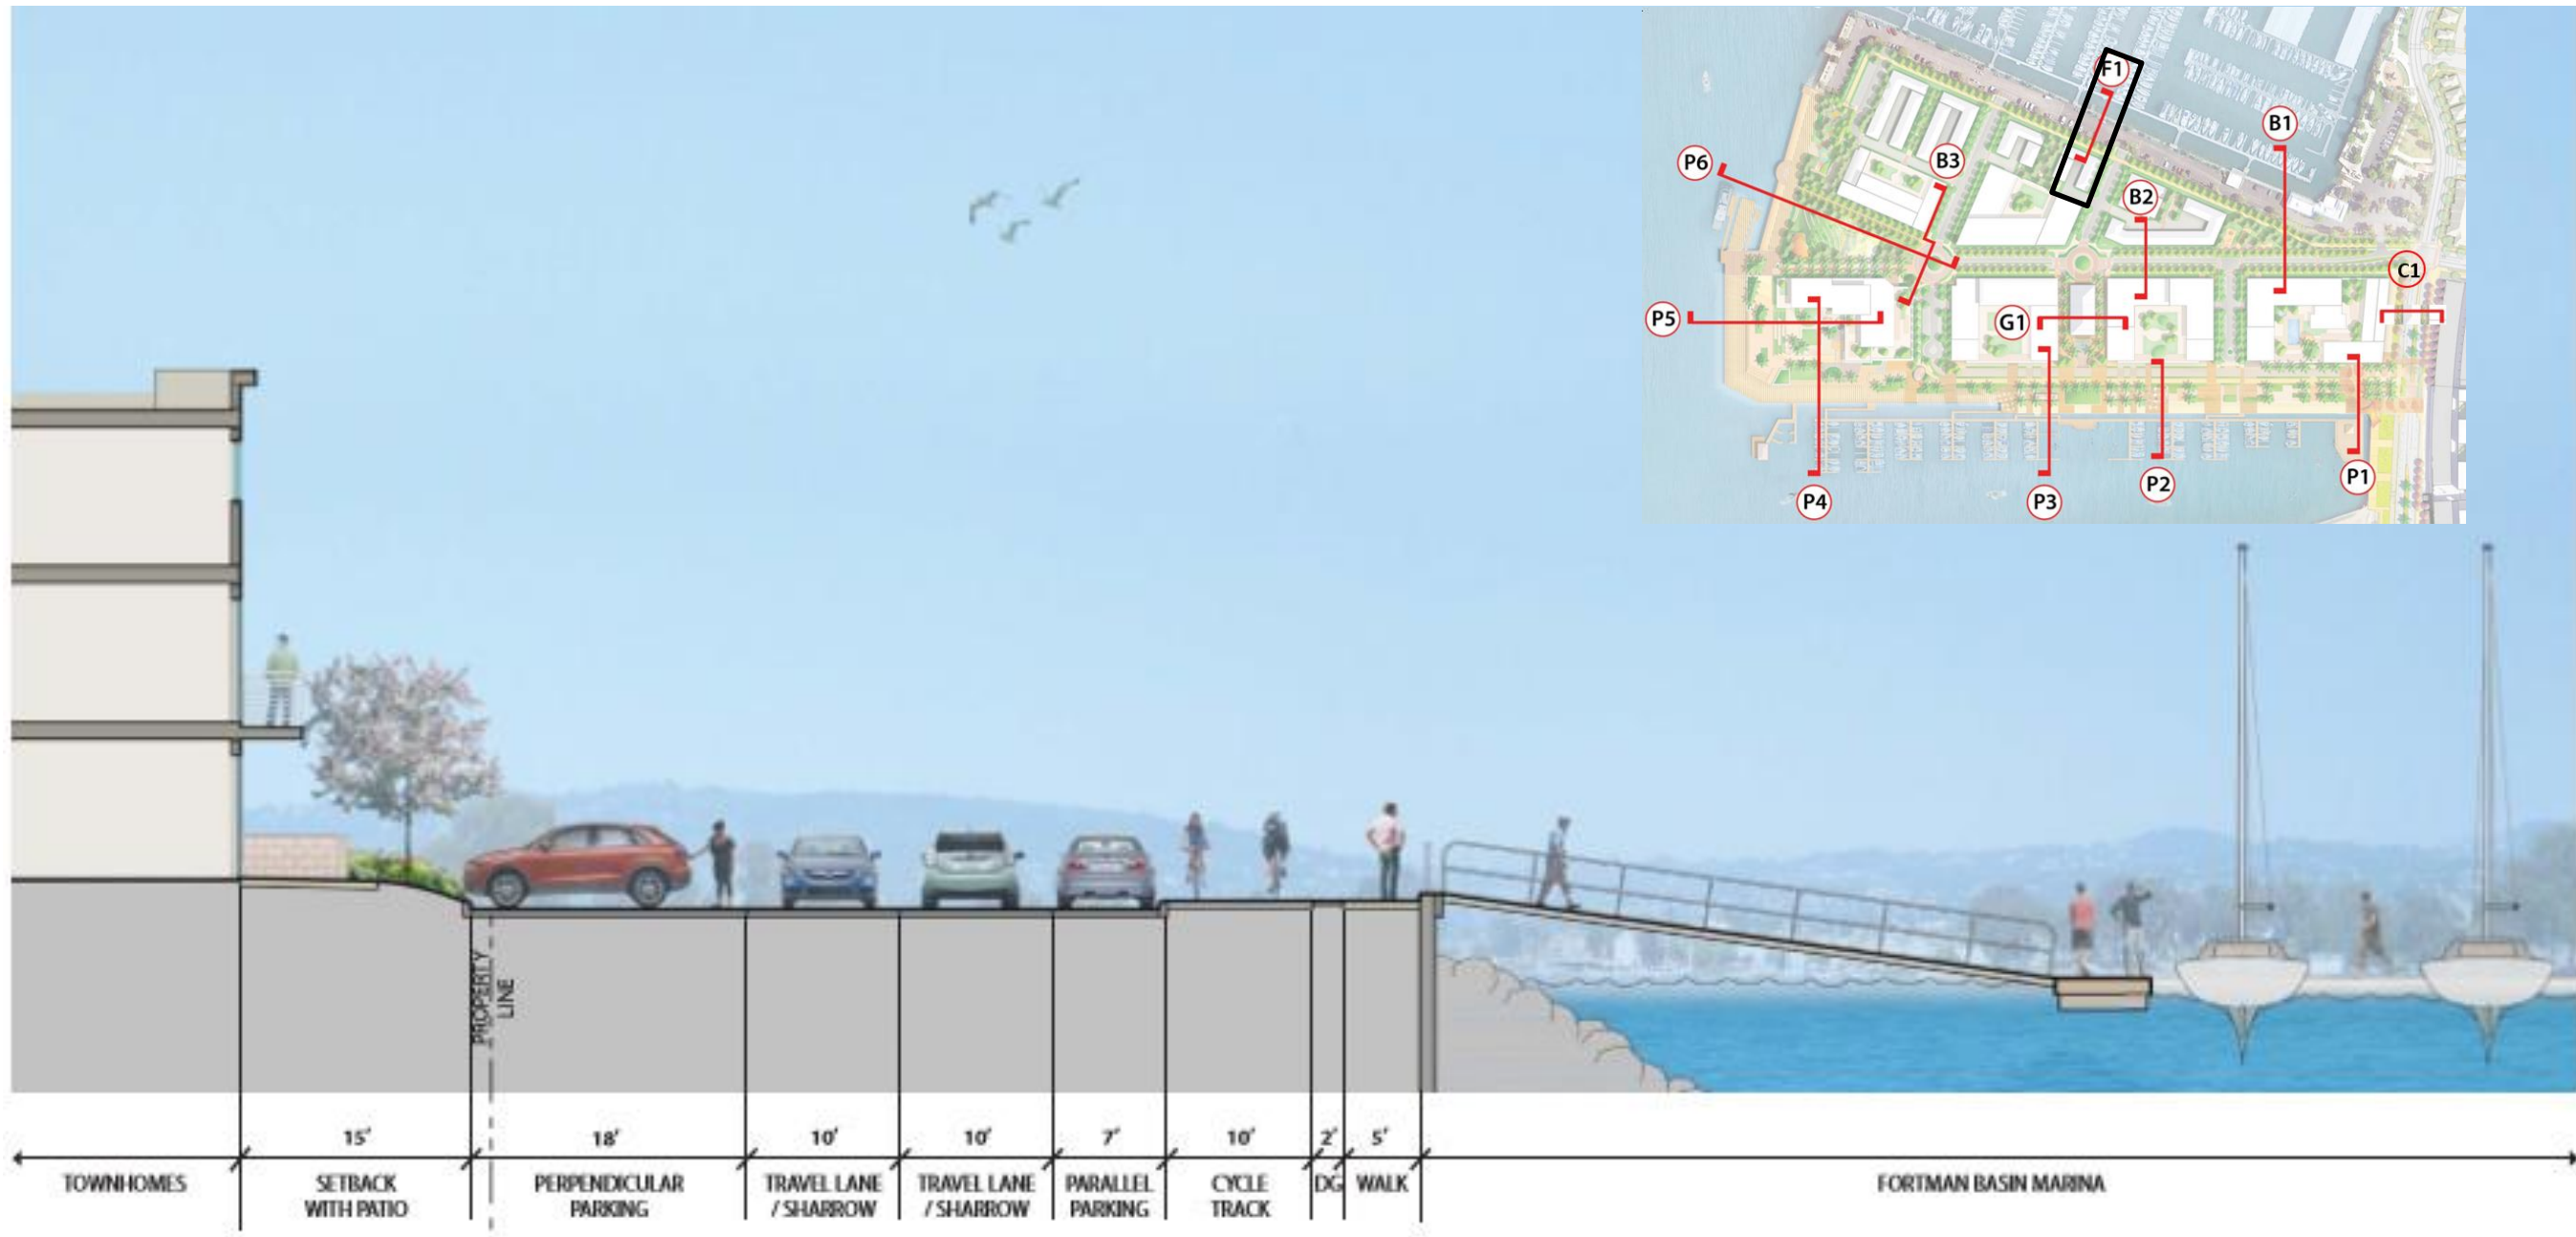 F1
B1
P6
B3
B2
C1
P5
G1
P4
P3
P2
P1
PROPERTY
LINE
15’
18’
10’
10’
7’
10’
2’
5’
TOWNHOMES
SETBACK
WITH PATIO
PERPENDICULAR
PARKING
TRAVEL LANE
/ SHARROW
TRAVEL LANE
/ SHARROW
PARALLEL
PARKING
CYCLE
TRACK
DG
WALK
FORTMAN BASIN MARINA